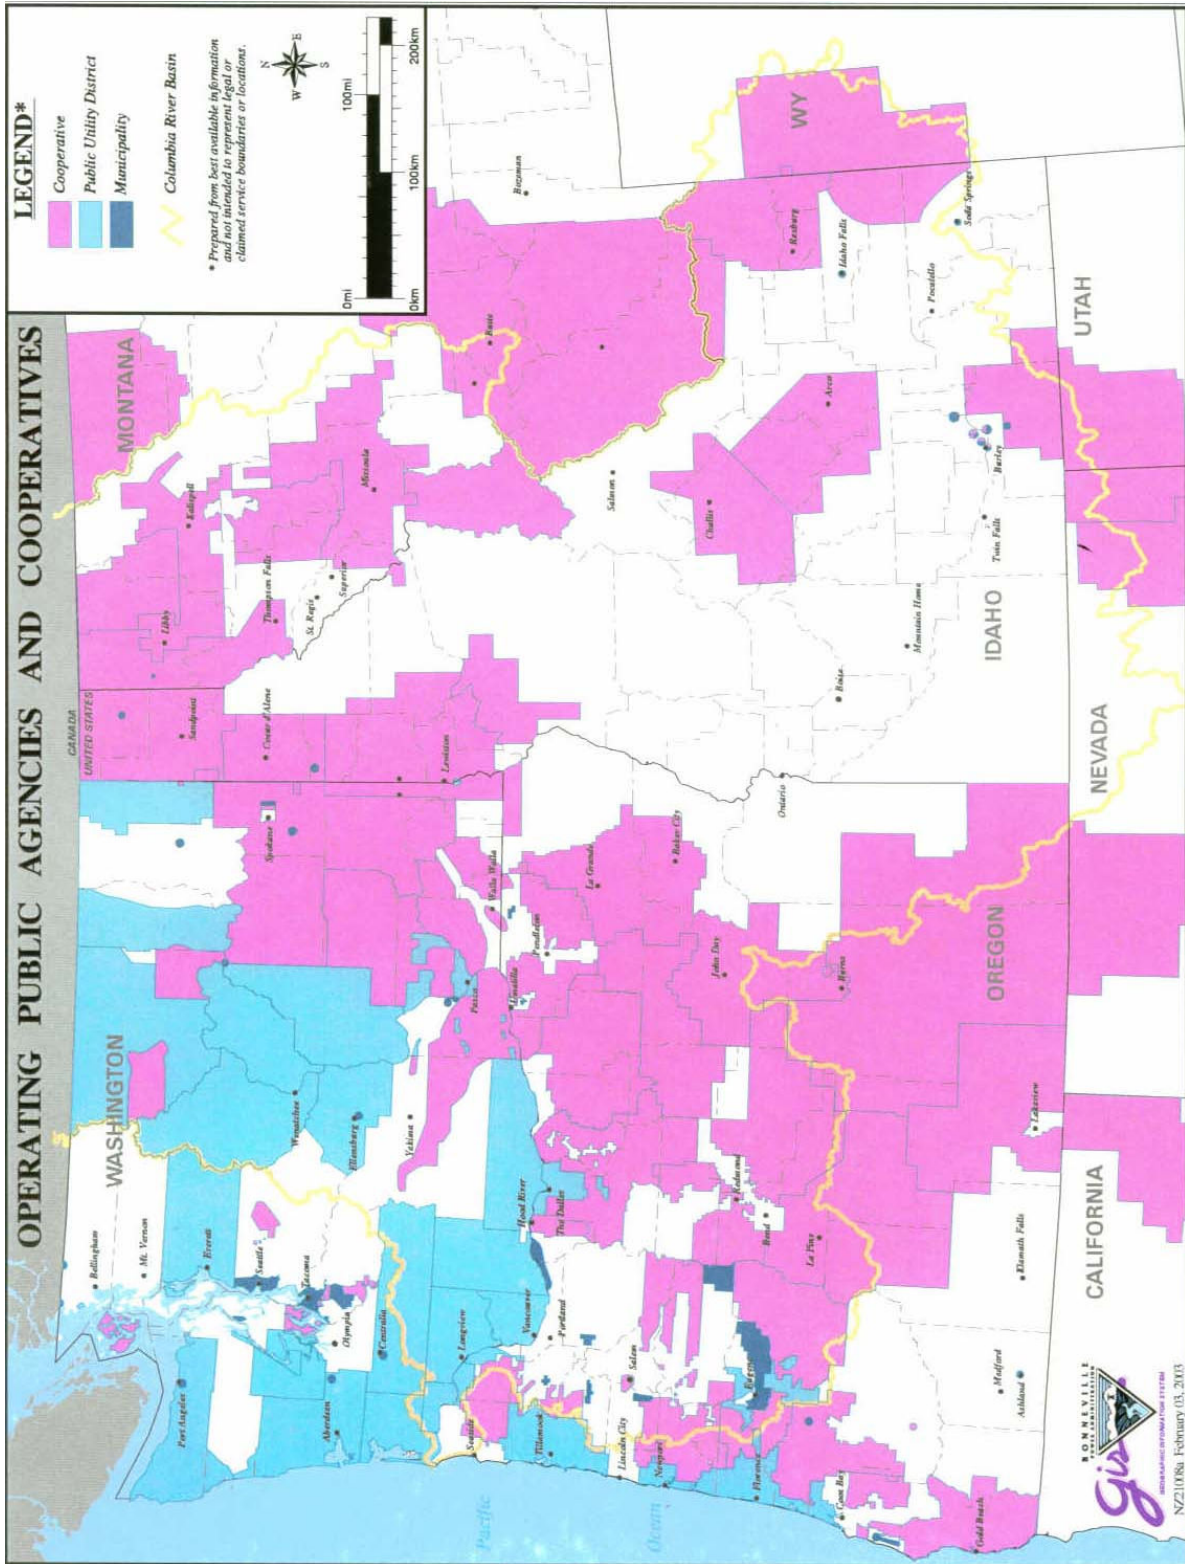 OPERATING PUBLIC AGENCIES AND COOPERATIVES
LEGEND*
Cooperative
Public Utility District
Municipality
Columbia River Basin
* Prepared from best available information
and not intended to represent legal or
claimed service boundaries or locations.
N
W E
S
0mi 100mi
0km 100km 200km
CANADA
UNITED STATES
WASHINGTON
MONTANA
Bellingham
Mt. Vernon
Port Angeles
Everett
Seattle
Tacoma
Olympia
Aberdeen
Centralia
Wenatchee
Ellensburg
Yakima
Spokane
Sandpoint
Coeur d'Alene
Libby
Kalispell
Thompson Falls
St. Regis
Superior
Missoula
Butte
Bozeman
Longview
Vancouver
Hood River
The Dalles
Pasco
Umatilla
Walla Walla
Pendleton
Lewiston
Seaside
Tillamook
Portland
Salem
Lincoln City
Newport
La Grande
Baker City
Salmon
Challis
Arco
Rexburg
Idaho Falls
Pocatello
Soda Springs
WY
Pacific
Ocean
Florence
Eugene
Redmond
Bend
La Pine
John Day
Burns
Ontario
Boise
Mountain Home
Twin Falls
Burley
IDAHO
OREGON
Coos Bay
Gold Beach
Medford
Ashland
Klamath Falls
Lakeview
CALIFORNIA
NEVADA
UTAH
BONNEVILLE
POWER ADMINISTRATION
gis
GEOGRAPHIC INFORMATION SYSTEM
NZ21008a February 03, 2003